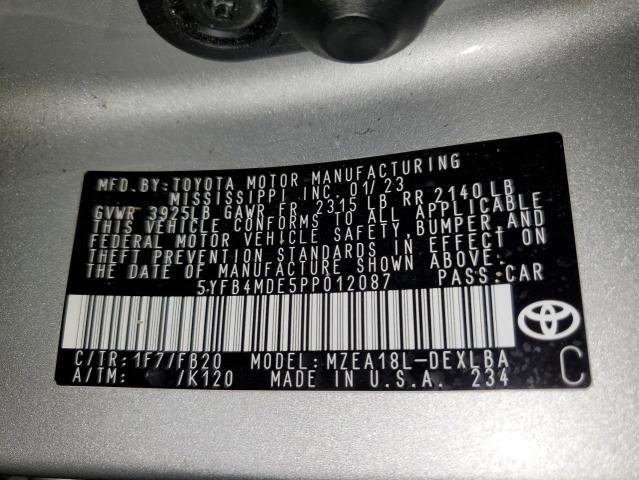 MFD. BY: TOYOTA MOTOR MANUFACTURING
MISSISSIPPI INC. 01/23
GVWR 3925LB GAWR FR 2315 LB RR 2140 LB
THIS VEHICLE CONFORMS TO ALL APPLICABLE
FEDERAL MOTOR VEHICLE SAFETY, BUMPER, AND
THEFT PREVENTION STANDARDS IN EFFECT ON
THE DATE OF MANUFACTURE SHOWN ABOVE.
5YFB4MDE5PP012087 PASS. CAR
C/TR: 1F7/FB20 MODEL: MZEA18L-DEXLBA
A/TM: /K120 MADE IN U.S.A. 234 C